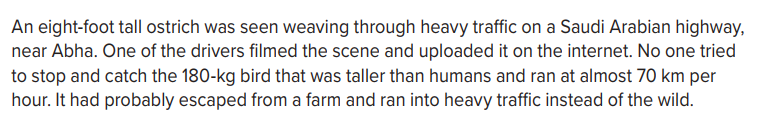 An eight-foot tall ostrich was seen weaving through heavy traffic on a Saudi Arabian highway,
near Abha. One of the drivers filmed the scene and uploaded it on the internet. No one tried
to stop and catch the 180-kg bird that was taller than humans and ran at almost 70 km per
hour. It had probably escaped from a farm and ran into heavy traffic instead of the wild.